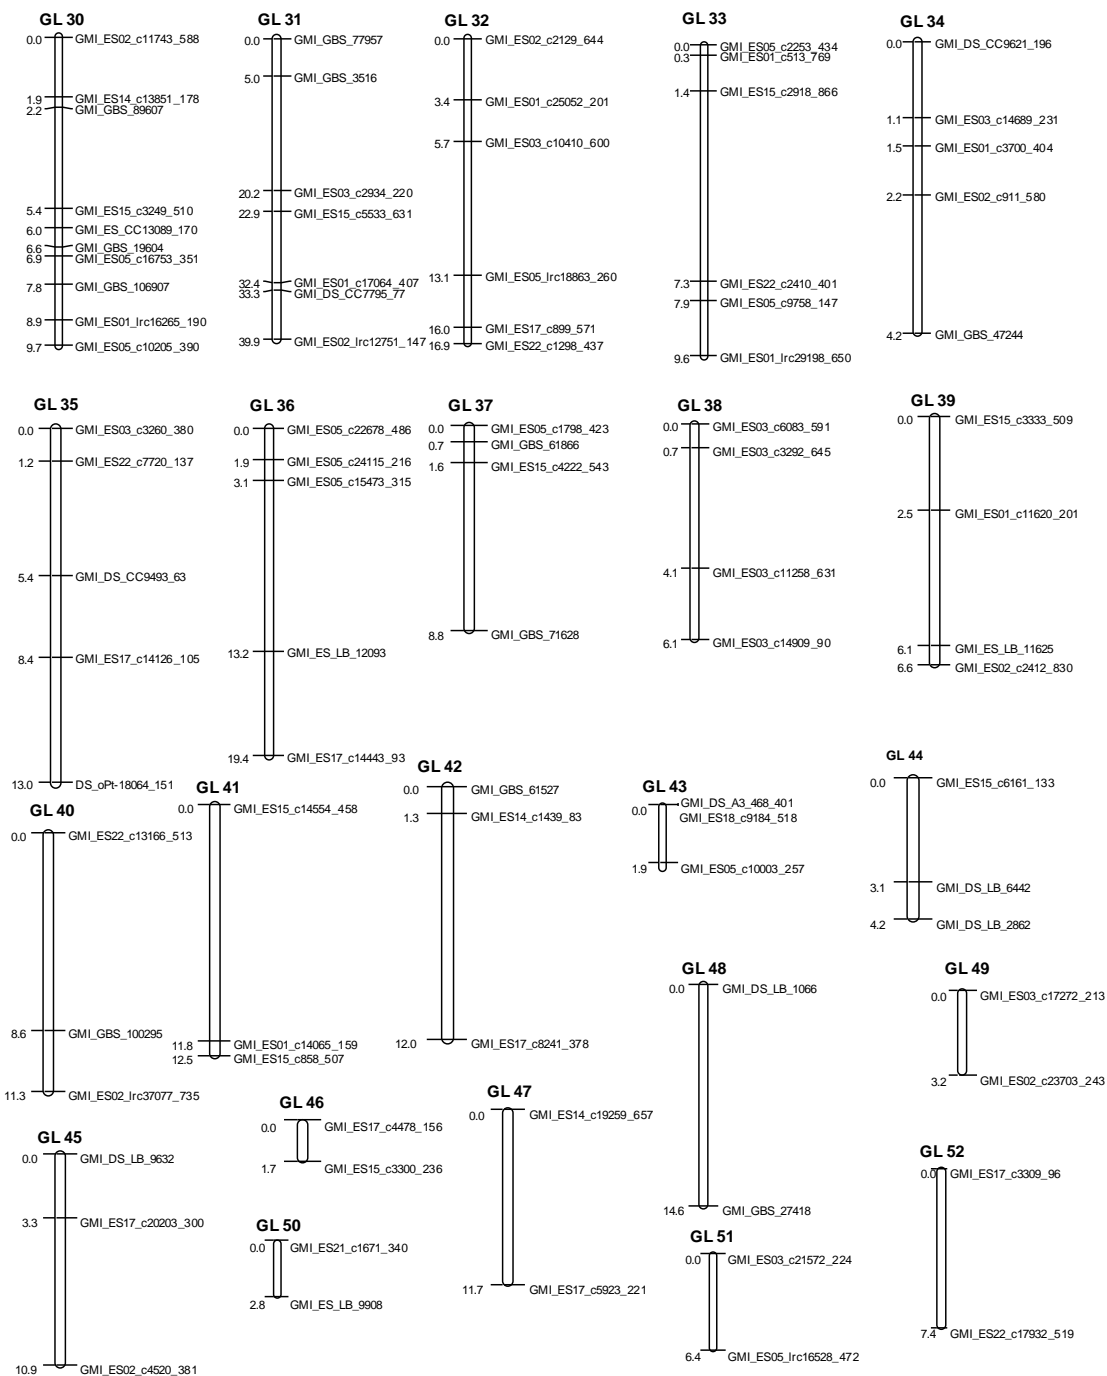 GL 30
0.0 GMI_ES02_c11743_588
1.9 GMI_ES14_c13851_178
2.2 GMI_GBS_89607
5.4 GMI_ES15_c3249_510
6.0 GMI_ES_CC13089_170
6.6 GMI_GBS_19604
6.9 GMI_ES05_c16753_351
7.8 GMI_GBS_106907
8.9 GMI_ES01_lrc16265_190
9.7 GMI_ES05_c10205_390
GL 31
0.0 GMI_GBS_77957
5.0 GMI_GBS_3516
20.2 GMI_ES03_c2934_220
22.9 GMI_ES15_c5533_631
32.4 GMI_ES01_c17064_407
33.3 GMI_DS_CC7795_77
39.9 GMI_ES02_lrc12751_147
GL 32
0.0 GMI_ES02_c2129_644
3.4 GMI_ES01_c25052_201
5.7 GMI_ES03_c10410_600
13.1 GMI_ES05_lrc18863_260
16.0 GMI_ES17_c899_571
16.9 GMI_ES22_c1298_437
GL 33
0.0 GMI_ES05_c2253_434
0.3 GMI_ES01_c513_769
1.4 GMI_ES15_c2918_866
7.3 GMI_ES22_c2410_401
7.9 GMI_ES05_c9758_147
9.6 GMI_ES01_lrc29198_650
GL 34
0.0 GMI_DS_CC9621_196
1.1 GMI_ES03_c14689_231
1.5 GMI_ES01_c3700_404
2.2 GMI_ES02_c911_580
4.2 GMI_GBS_47244
GL 35
0.0 GMI_ES03_c3260_380
1.2 GMI_ES22_c7720_137
5.4 GMI_DS_CC9493_63
8.4 GMI_ES17_c14126_105
13.0 DS_oPt-18064_151
GL 36
0.0 GMI_ES05_c22678_486
1.9 GMI_ES05_c24115_216
3.1 GMI_ES05_c15473_315
13.2 GMI_ES_LB_12093
19.4 GMI_ES17_c14443_93
GL 37
0.0 GMI_ES05_c1798_423
0.7 GMI_GBS_61866
1.6 GMI_ES15_c4222_543
8.8 GMI_GBS_71628
GL 38
0.0 GMI_ES03_c6083_591
0.7 GMI_ES03_c3292_645
4.1 GMI_ES03_c11258_631
6.1 GMI_ES03_c14909_90
GL 39
0.0 GMI_ES15_c3333_509
2.5 GMI_ES01_c11620_201
6.1 GMI_ES_LB_11625
6.6 GMI_ES02_c2412_830
GL 40
0.0 GMI_ES22_c13166_513
8.6 GMI_GBS_100295
11.3 GMI_ES02_lrc37077_735
GL 41
0.0 GMI_ES15_c14554_458
11.8 GMI_ES01_c14065_159
12.5 GMI_ES15_c858_507
GL 42
0.0 GMI_GBS_61527
1.3 GMI_ES14_c1439_83
12.0 GMI_ES17_c8241_378
GL 43
0.0 GMI_DS_A3_468_401
GMI_ES18_c9184_518
1.9 GMI_ES05_c10003_257
GL 44
0.0 GMI_ES15_c6161_133
3.1 GMI_DS_LB_6442
4.2 GMI_DS_LB_2862
GL 45
0.0 GMI_DS_LB_9632
3.3 GMI_ES17_c20203_300
10.9 GMI_ES02_c4520_381
GL 46
0.0 GMI_ES17_c4478_156
1.7 GMI_ES15_c3300_236
GL 47
0.0 GMI_ES14_c19259_657
11.7 GMI_ES17_c5923_221
GL 48
0.0 GMI_DS_LB_1066
14.6 GMI_GBS_27418
GL 49
0.0 GMI_ES03_c17272_213
3.2 GMI_ES02_c23703_243
GL 50
0.0 GMI_ES21_c1671_340
2.8 GMI_ES_LB_9908
GL 51
0.0 GMI_ES03_c21572_224
6.4 GMI_ES05_lrc16528_472
GL 52
0.0 GMI_ES17_c3309_96
7.4 GMI_ES22_c17932_519